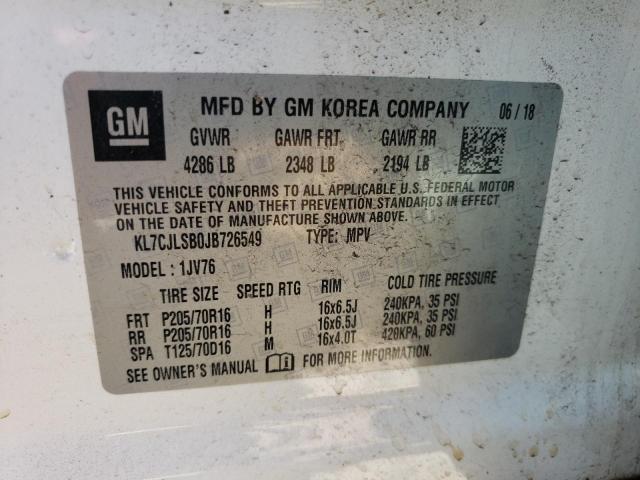 GM
MFD BY GM KOREA COMPANY 06 / 18
GVWR GAWR FRT GAWR RR
4286 LB 2348 LB 2194 LB
THIS VEHICLE CONFORMS TO ALL APPLICABLE U.S. FEDERAL MOTOR
VEHICLE SAFETY AND THEFT PREVENTION STANDARDS IN EFFECT
ON THE DATE OF MANUFACTURE SHOWN ABOVE.
KL7CJLSB0JB726549 TYPE: MPV
MODEL : 1JV76
TIRE SIZE SPEED RTG RIM COLD TIRE PRESSURE
FRT P205/70R16 H 16x6.5J 240KPA, 35 PSI
RR P205/70R16 H 16x6.5J 240KPA, 35 PSI
SPA T125/70D16 M 16x4.0T 420KPA, 60 PSI
SEE OWNER'S MANUAL FOR MORE INFORMATION.